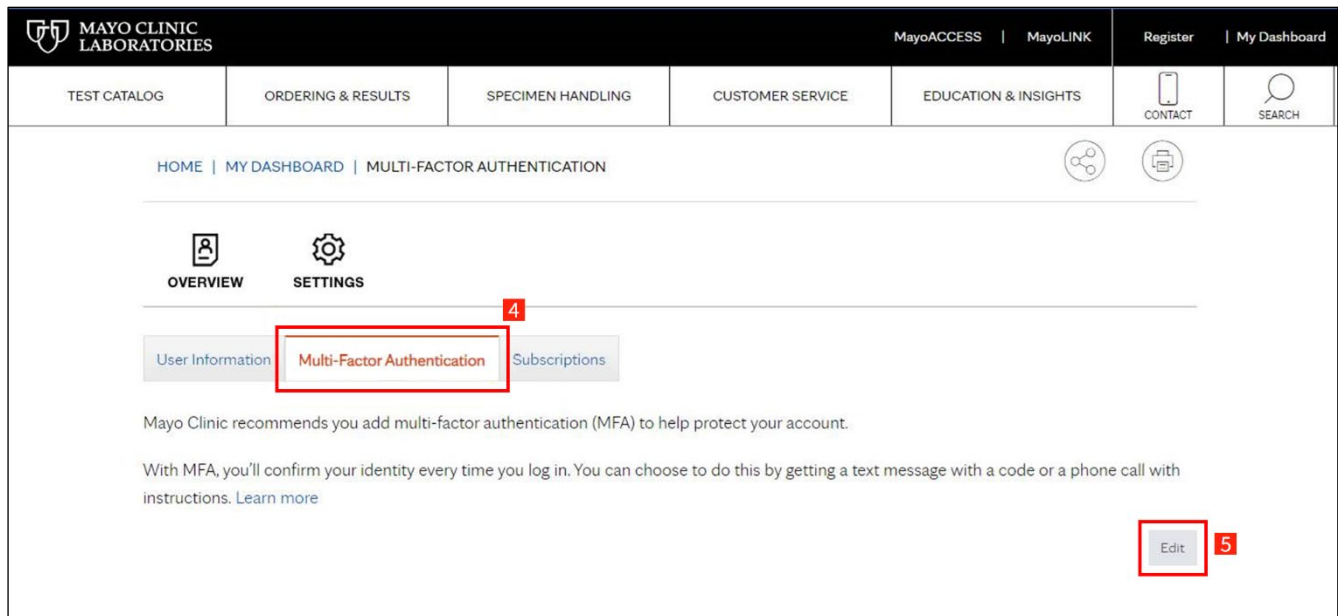 MAYO CLINIC
LABORATORIES
MayoACCESS | MayoLINK
Register | My Dashboard
TEST CATALOG
ORDERING & RESULTS
SPECIMEN HANDLING
CUSTOMER SERVICE
EDUCATION & INSIGHTS
CONTACT
SEARCH
HOME | MY DASHBOARD | MULTI-FACTOR AUTHENTICATION
OVERVIEW
SETTINGS
4
User Information
Multi-Factor Authentication
Subscriptions
Mayo Clinic recommends you add multi-factor authentication (MFA) to help protect your account.
With MFA, you'll confirm your identity every time you log in. You can choose to do this by getting a text message with a code or a phone call with
instructions. Learn more
Edit
5